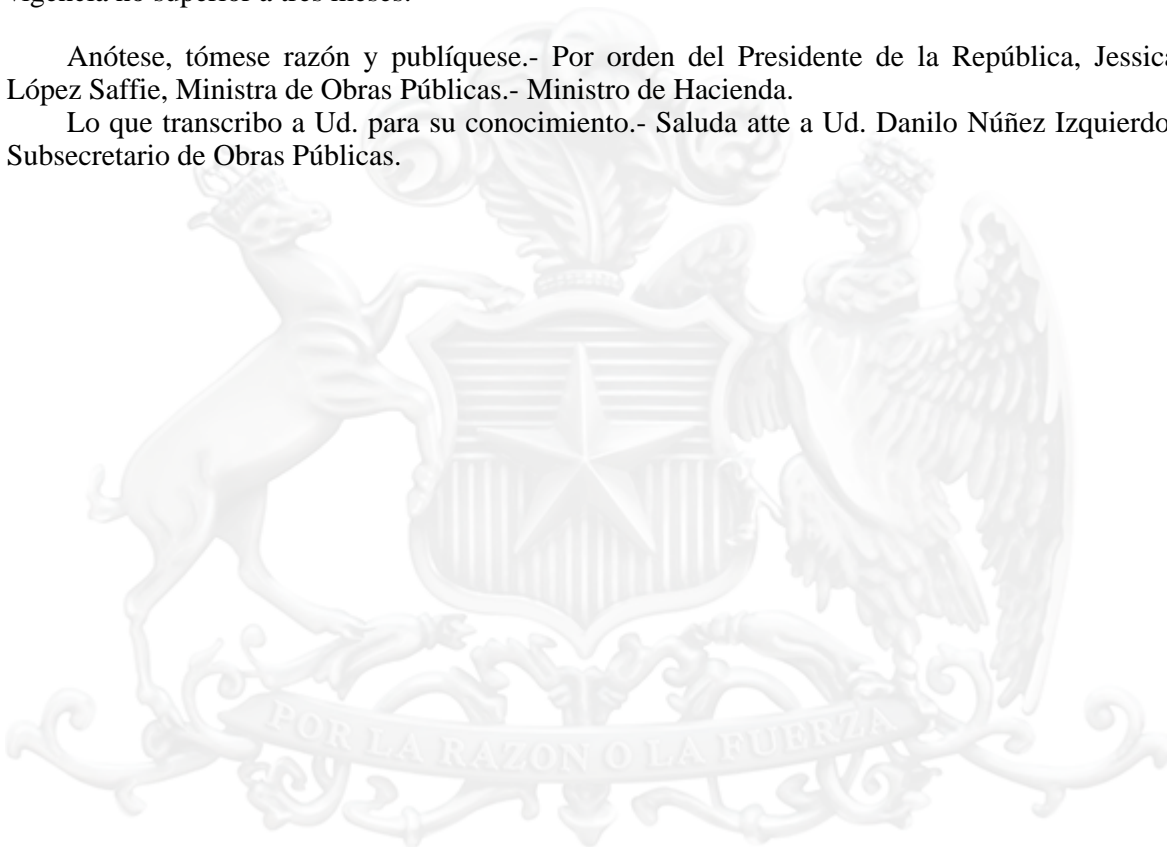 Anótese, tómese razón y publíquese.- Por orden del Presidente de la República, Jessica
López Saffie, Ministra de Obras Públicas.- Ministro de Hacienda.
Lo que transcribo a Ud. para su conocimiento.- Saluda atte a Ud. Danilo Núñez Izquierdo
Subsecretario de Obras Públicas.
POR LA RAZON O LA FUERZA